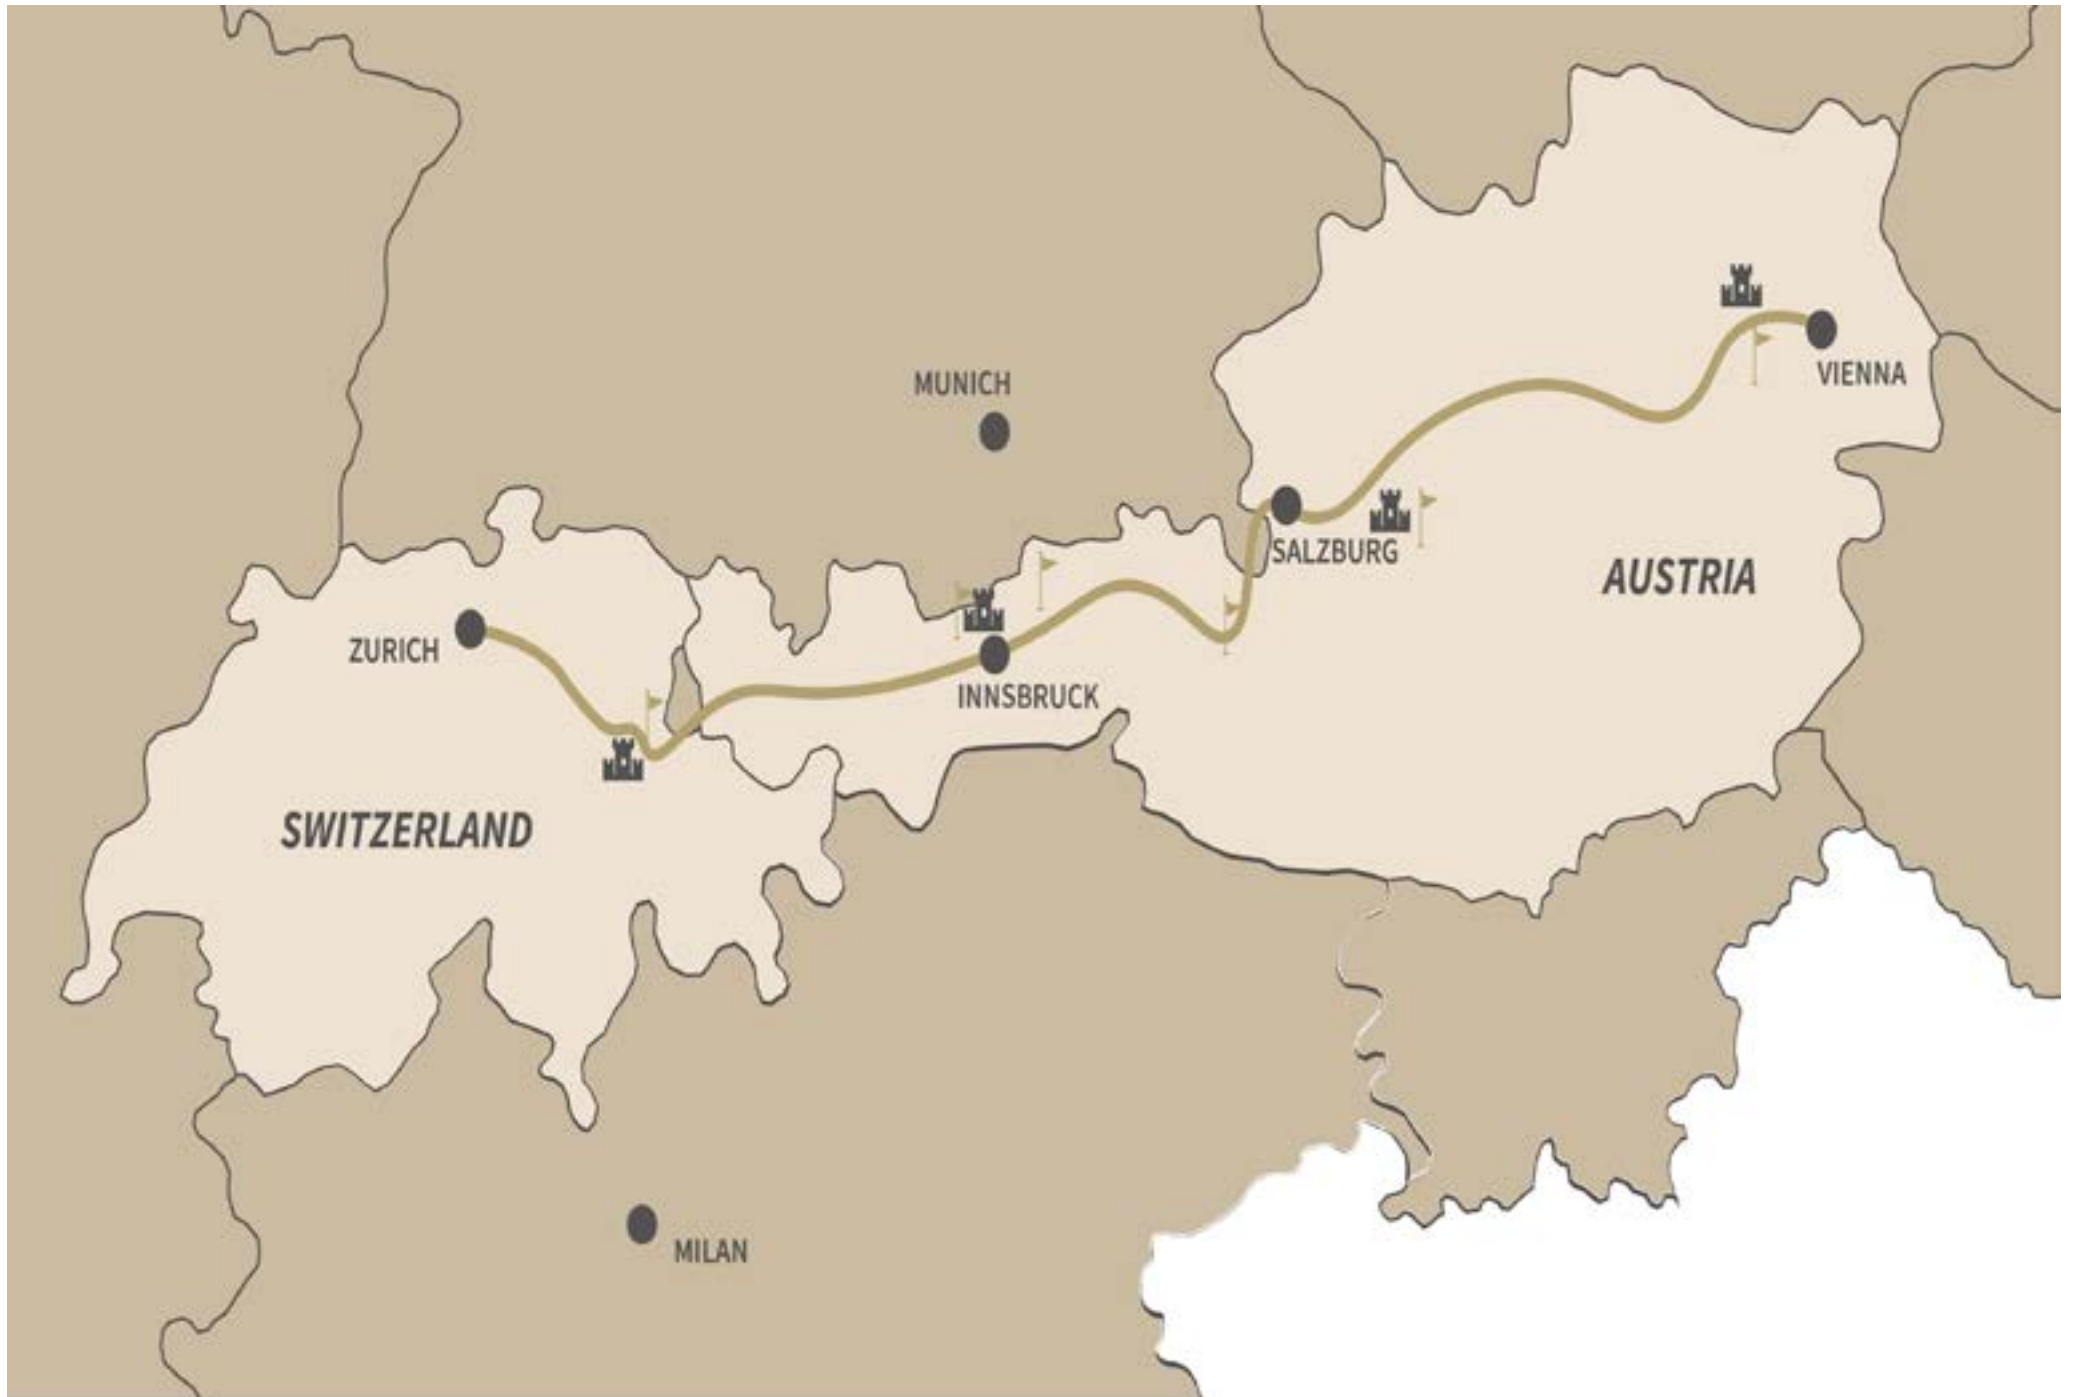 MUNICH
VIENNA
SALZBURG
AUSTRIA
ZURICH
INNSBRUCK
SWITZERLAND
MILAN